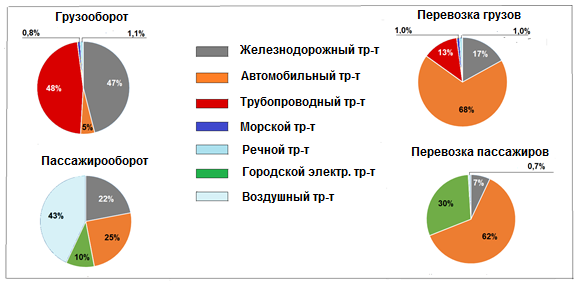 Грузооборот
0,8%
1,1%
47%
5%
48%
Пассажирооборот
22%
25%
10%
43%
Железнодорожный тр-т
Автомобильный тр-т
Трубопроводный тр-т
Морской тр-т
Речной тр-т
Городской электр. тр-т
Воздушный тр-т
Перевозка грузов
1,0%
1,0%
17%
68%
13%
Перевозка пассажиров
0,7%
7%
62%
30%